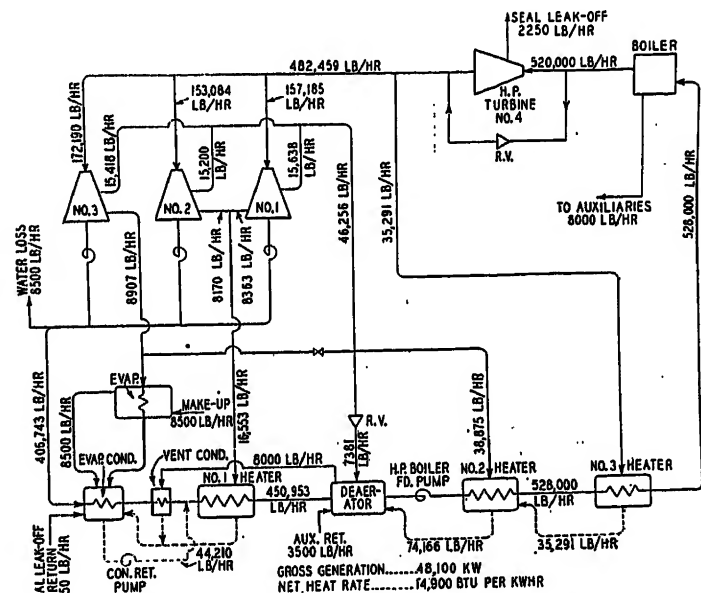 SEAL LEAK-OFF
2250 LB/HR
BOILER
482,459 LB/HR
520,000 LB/HR
H.P.
TURBINE
NO.4
R.V.
153,084
LB/HR
157,185
LB/HR
172,190 LB/HR
15,418 LB/HR
15,200
LB/HR
15,638
LB/HR
46,256 LB/HR
35,291 LB/HR
TO AUXILIARIES
8000 LB/HR
528,000 LB/HR
NO.3
NO.2
NO.1
WATER LOSS
8500 LB/HR
8907 LB/HR
8170 LB/HR
8363 LB/HR
406,743 LB/HR
EVAP.
MAKE-UP
8500 LB/HR
8500 LB/HR
16,553 LB/HR
R.V.
7381
LB/HR
38,875 LB/HR
EVAP. COND.
VENT COND.
8000 LB/HR
NO.1 HEATER
450,953
LB/HR
DEAER-
ATOR
H.P. BOILER
FD. PUMP
NO.2 HEATER
528,000
LB/HR
NO.3 HEATER
AL LEAK-OFF
RETURN
50 LB/HR
CON. RET.
PUMP
44,210
LB/HR
AUX. RET.
3500 LB/HR
74,166 LB/HR
35,291 LB/HR
GROSS GENERATION........48,100 KW
NET HEAT RATE........14,900 BTU PER KWHR